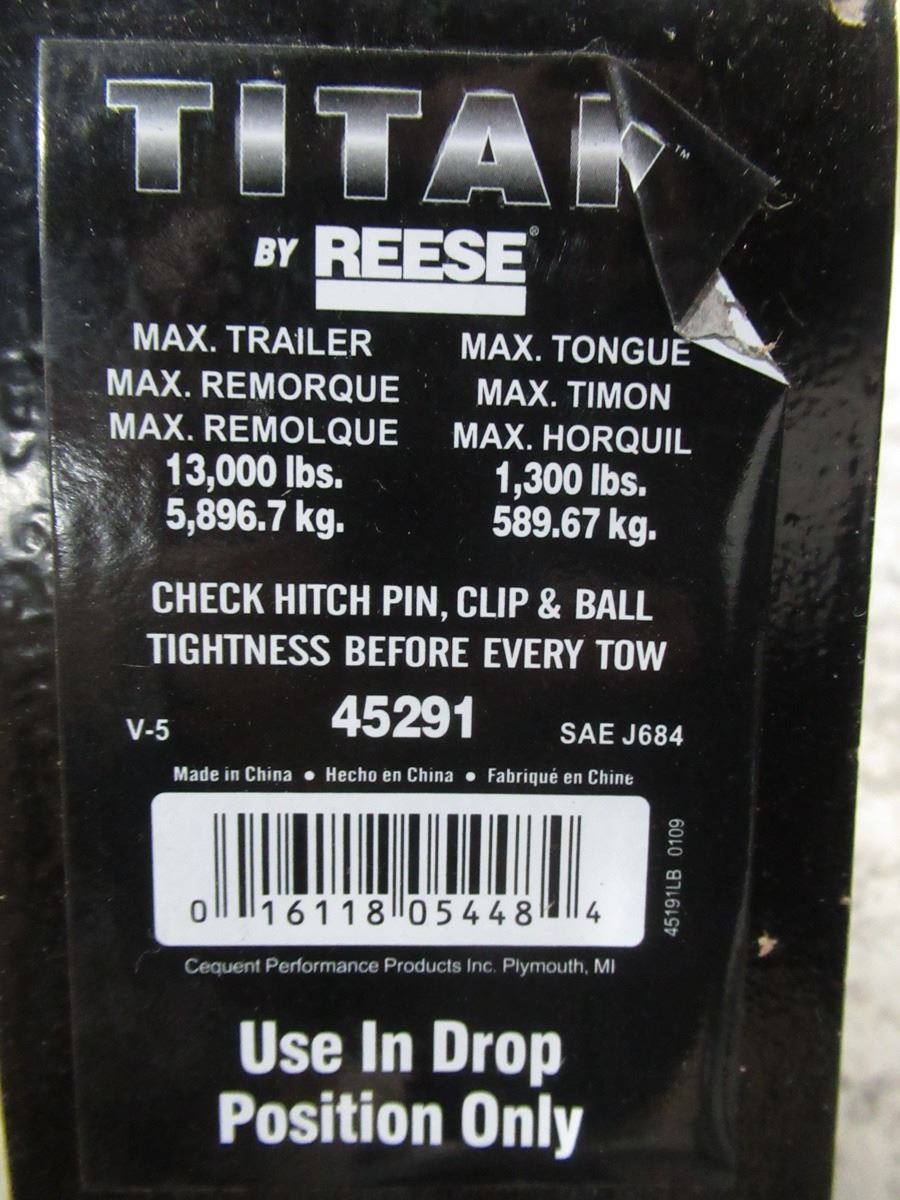 TITAN™
BY REESE®
MAX. TRAILER
MAX. REMORQUE
MAX. REMOLQUE
13,000 lbs.
5,896.7 kg.
MAX. TONGUE
MAX. TIMON
MAX. HORQUIL
1,300 lbs.
589.67 kg.
CHECK HITCH PIN, CLIP & BALL
TIGHTNESS BEFORE EVERY TOW
V-5 45291 SAE J684
Made in China • Hecho en China • Fabriqué en Chine
0 16118 05448 4
45191LB 0109
Cequent Performance Products Inc. Plymouth, MI
Use In Drop
Position Only